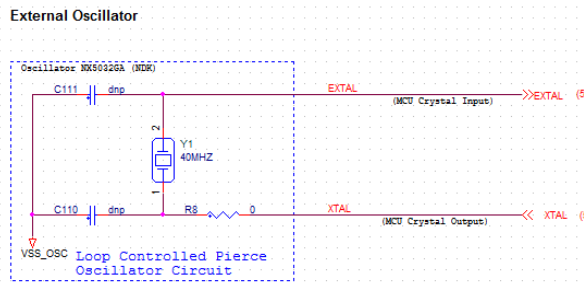 External Oscillator
Oscillator NX5032GA (NDK)
C111 dnp
EXTAL
(MCU Crystal Input)
EXTAL (5
2
Y1
40MHZ
1
C110 dnp
R8 0
XTAL
(MCU Crystal Output)
XTAL
VSS_OSC
Loop Controlled Pierce
Oscillator Circuit